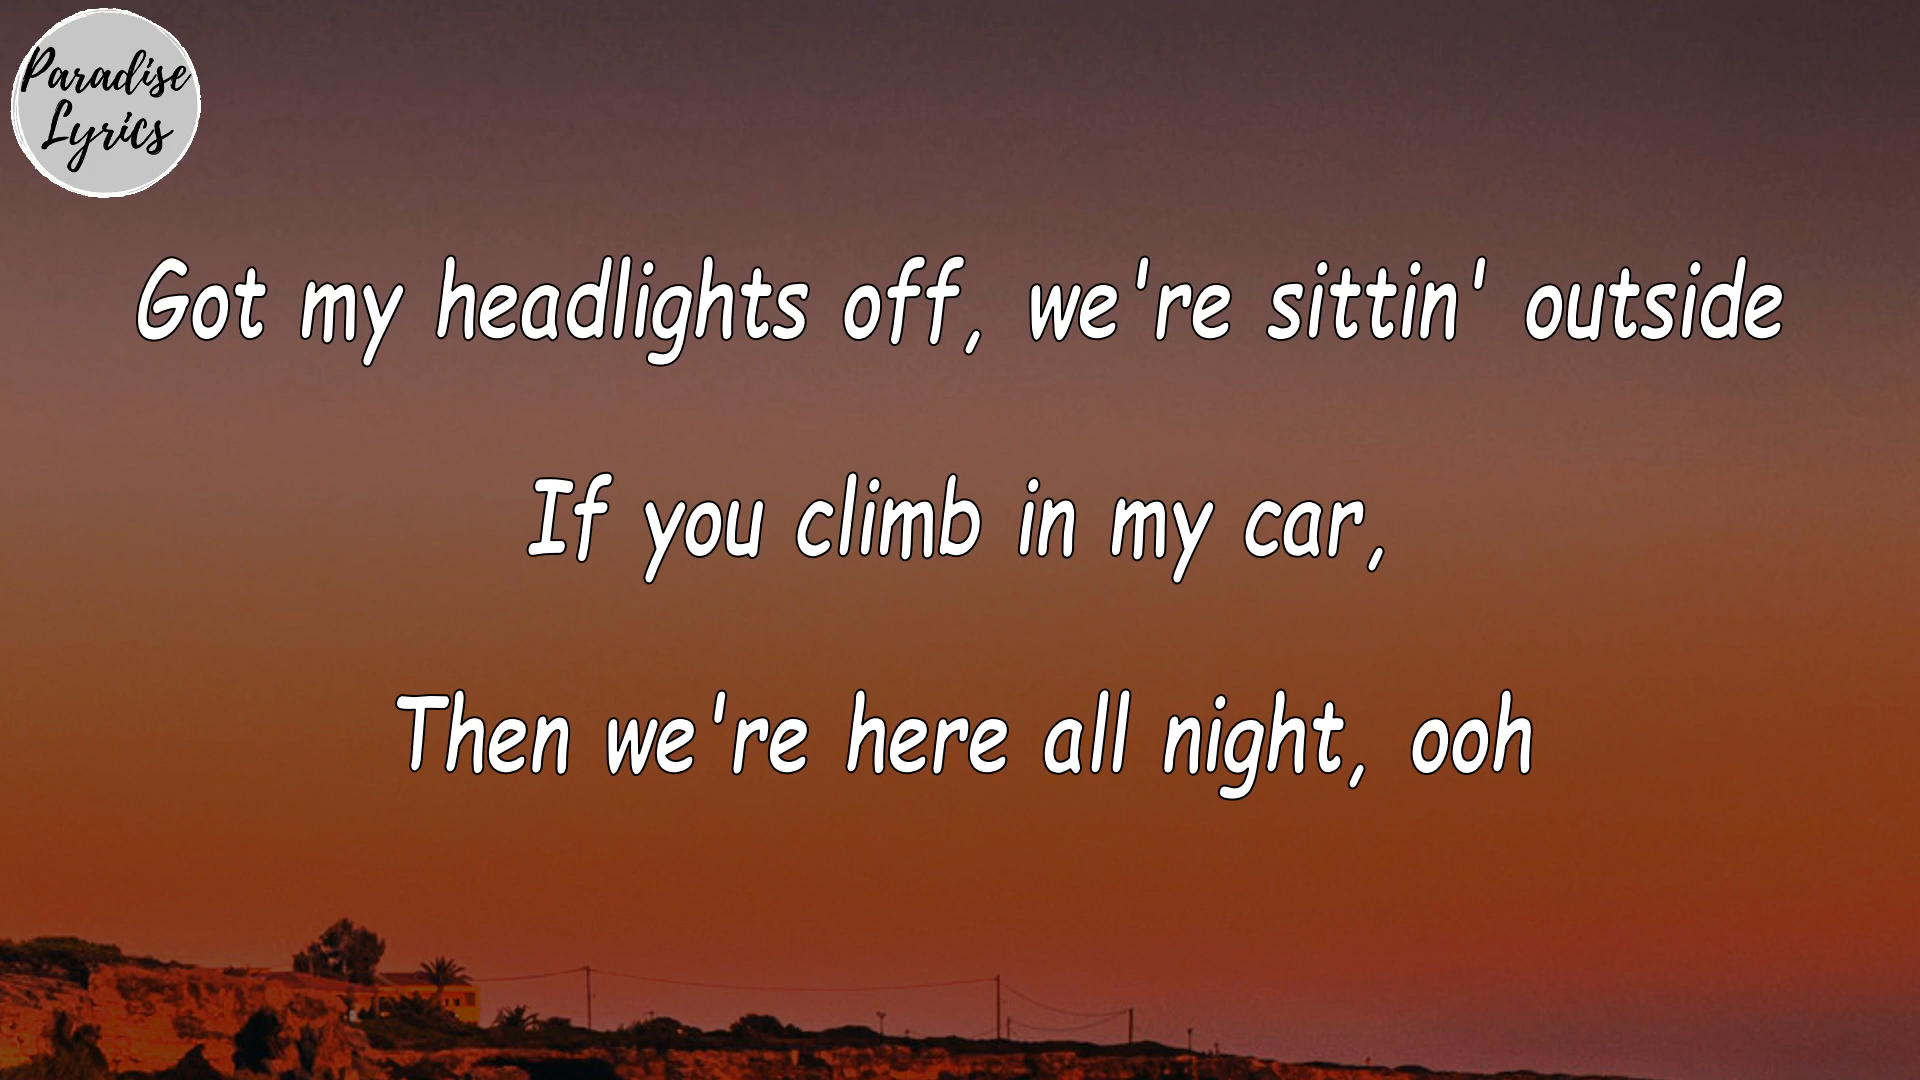 Paradise
Lyrics
Got my headlights off, we're sittin' outside
If you climb in my car,
Then we're here all night, ooh